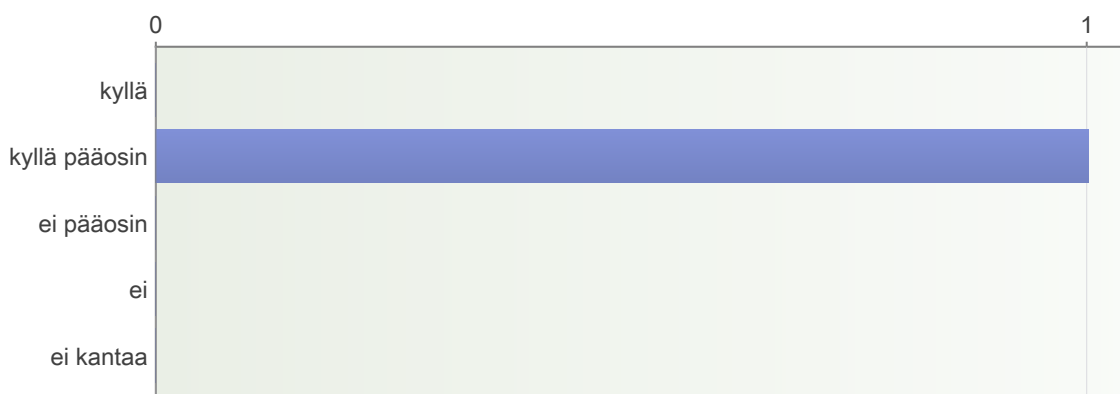 0 1
kyllä
kyllä pääosin
ei pääosin
ei
ei kantaa